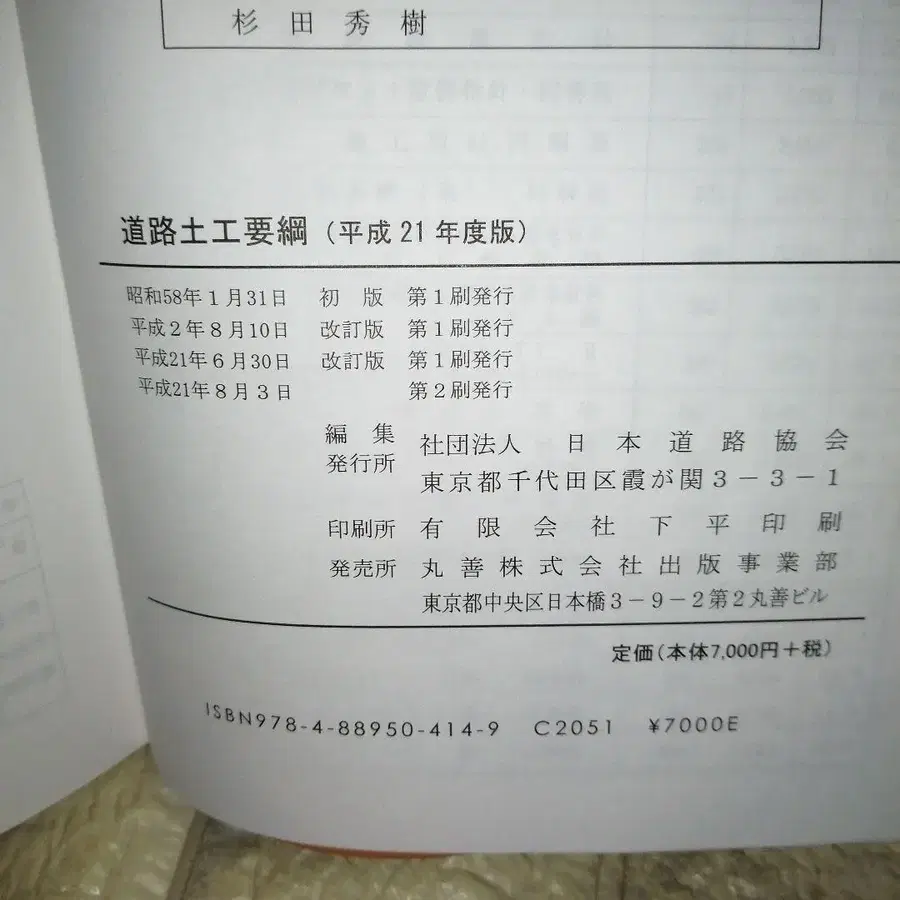 杉田秀樹
道路土工要綱（平成21年度版）
昭和58年1月31日　初　版　第1刷発行
平成2年8月10日　改訂版　第1刷発行
平成21年6月30日　改訂版　第1刷発行
平成21年8月3日　第2刷発行
編　集
発行所
社団法人　日本道路協会
東京都千代田区霞が関3－3－1
印刷所　有限会社下平印刷
発売所　丸善株式会社出版事業部
東京都中央区日本橋3－9－2第2丸善ビル
定価（本体7,000円＋税）
ISBN978-4-88950-414-9　C2051　¥7000E